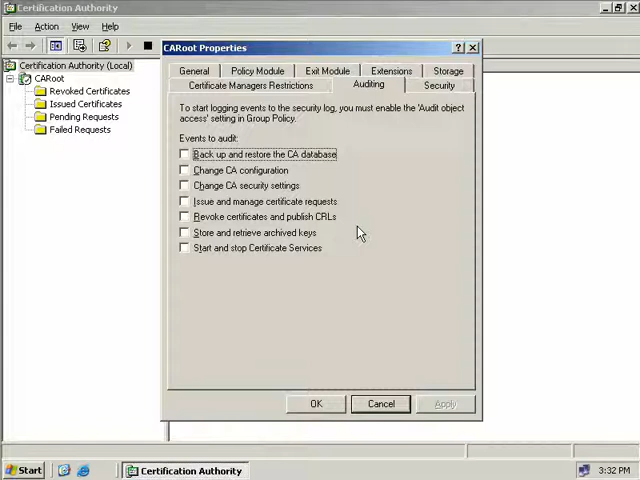 Certification Authority
File Action View Help
Certification Authority (Local)
CARoot
Revoked Certificates
Issued Certificates
Pending Requests
Failed Requests
CARoot Properties
General Policy Module Exit Module Extensions Storage
Certificate Managers Restrictions Auditing Security
To start logging events to the security log, you must enable the 'Audit object
access' setting in Group Policy.
Events to audit:
Back up and restore the CA database
Change CA configuration
Change CA security settings
Issue and manage certificate requests
Revoke certificates and publish CRLs
Store and retrieve archived keys
Start and stop Certificate Services
OK Cancel Apply
Start Certification Authority 3:32 PM